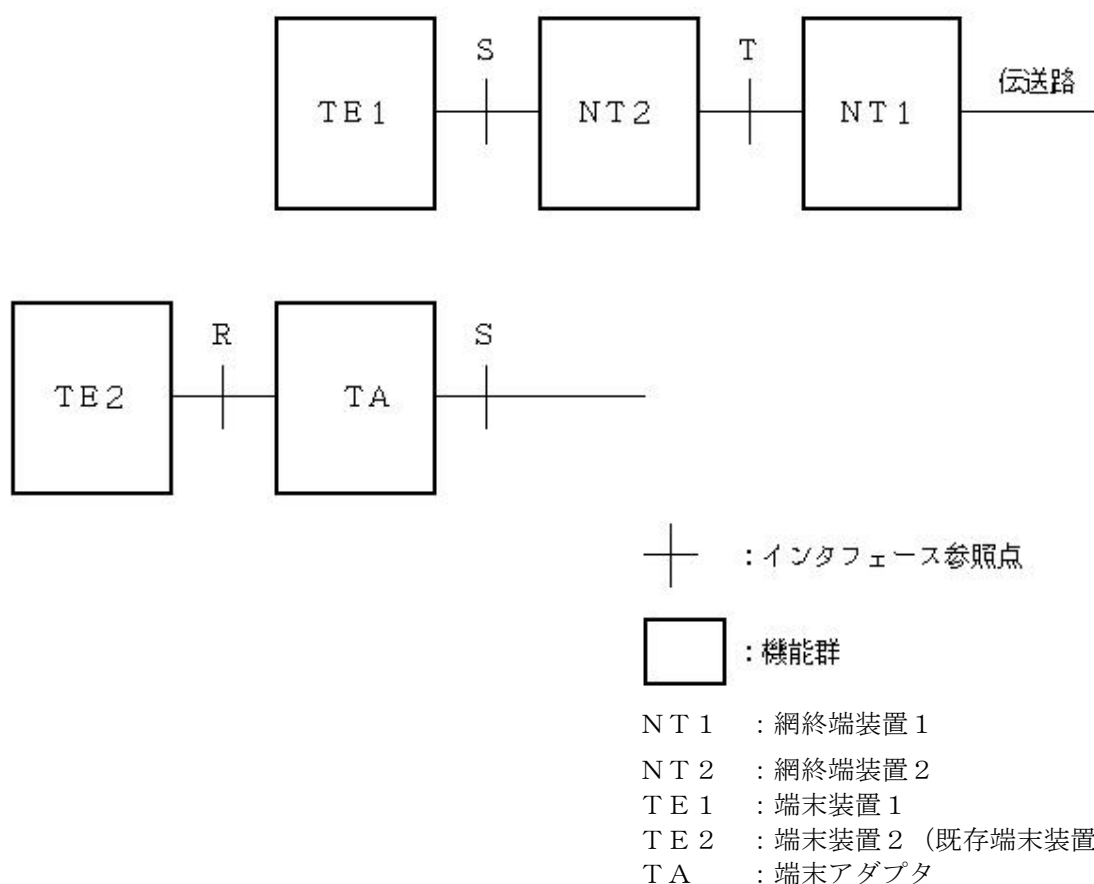 S
T
伝送路
TE1
NT2
NT1
R
S
TE2
TA
：インタフェース参照点
：機能群
ＮＴ１　：網終端装置１
ＮＴ２　：網終端装置２
ＴＥ１　：端末装置１
ＴＥ２　：端末装置２（既存端末装置
ＴＡ　　：端末アダプタ